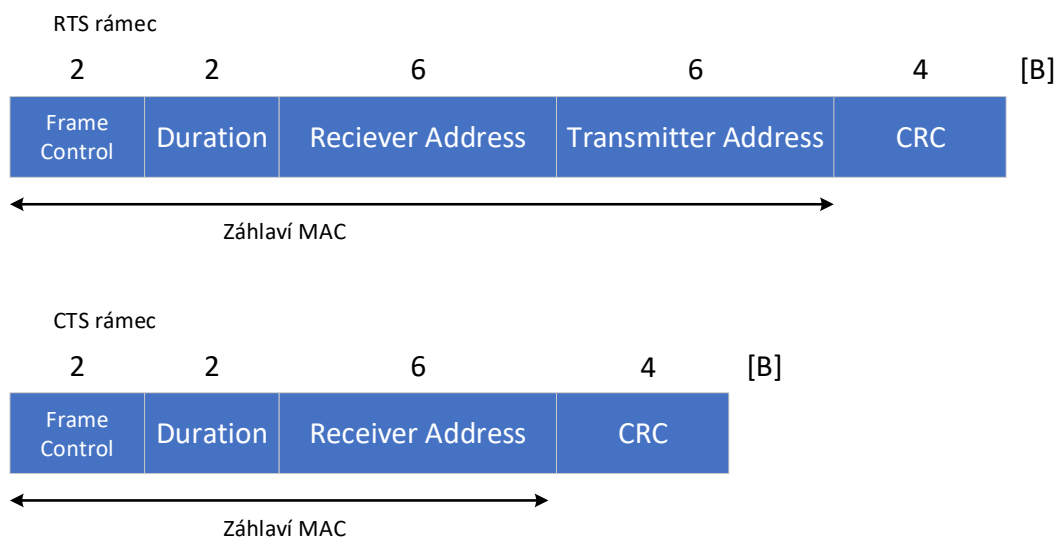 RTS rámec
2 2 6 6 4 [B]
Frame
Control
Duration
Reciever Address
Transmitter Address
CRC
Záhlaví MAC
CTS rámec
2 2 6 4 [B]
Frame
Control
Duration
Receiver Address
CRC
Záhlaví MAC